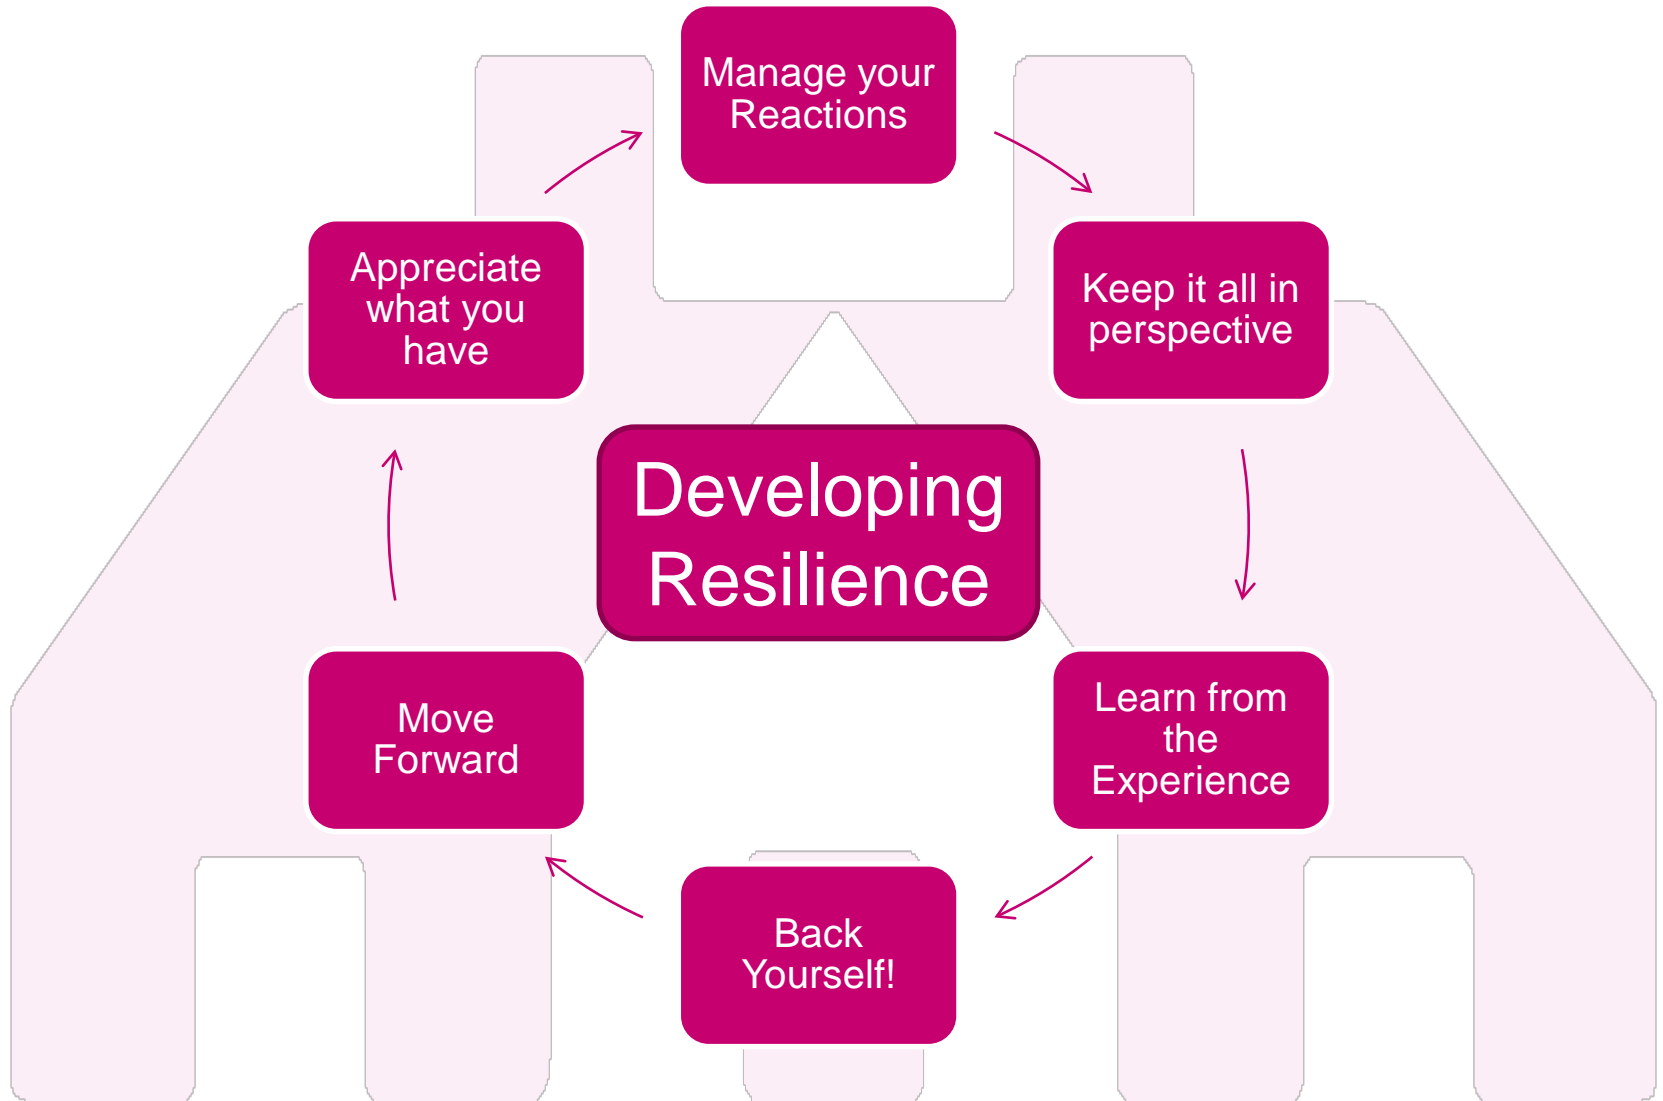 Manage your
Reactions
Keep it all in
perspective
Learn from
the
Experience
Back
Yourself!
Move
Forward
Appreciate
what you
have
Developing
Resilience